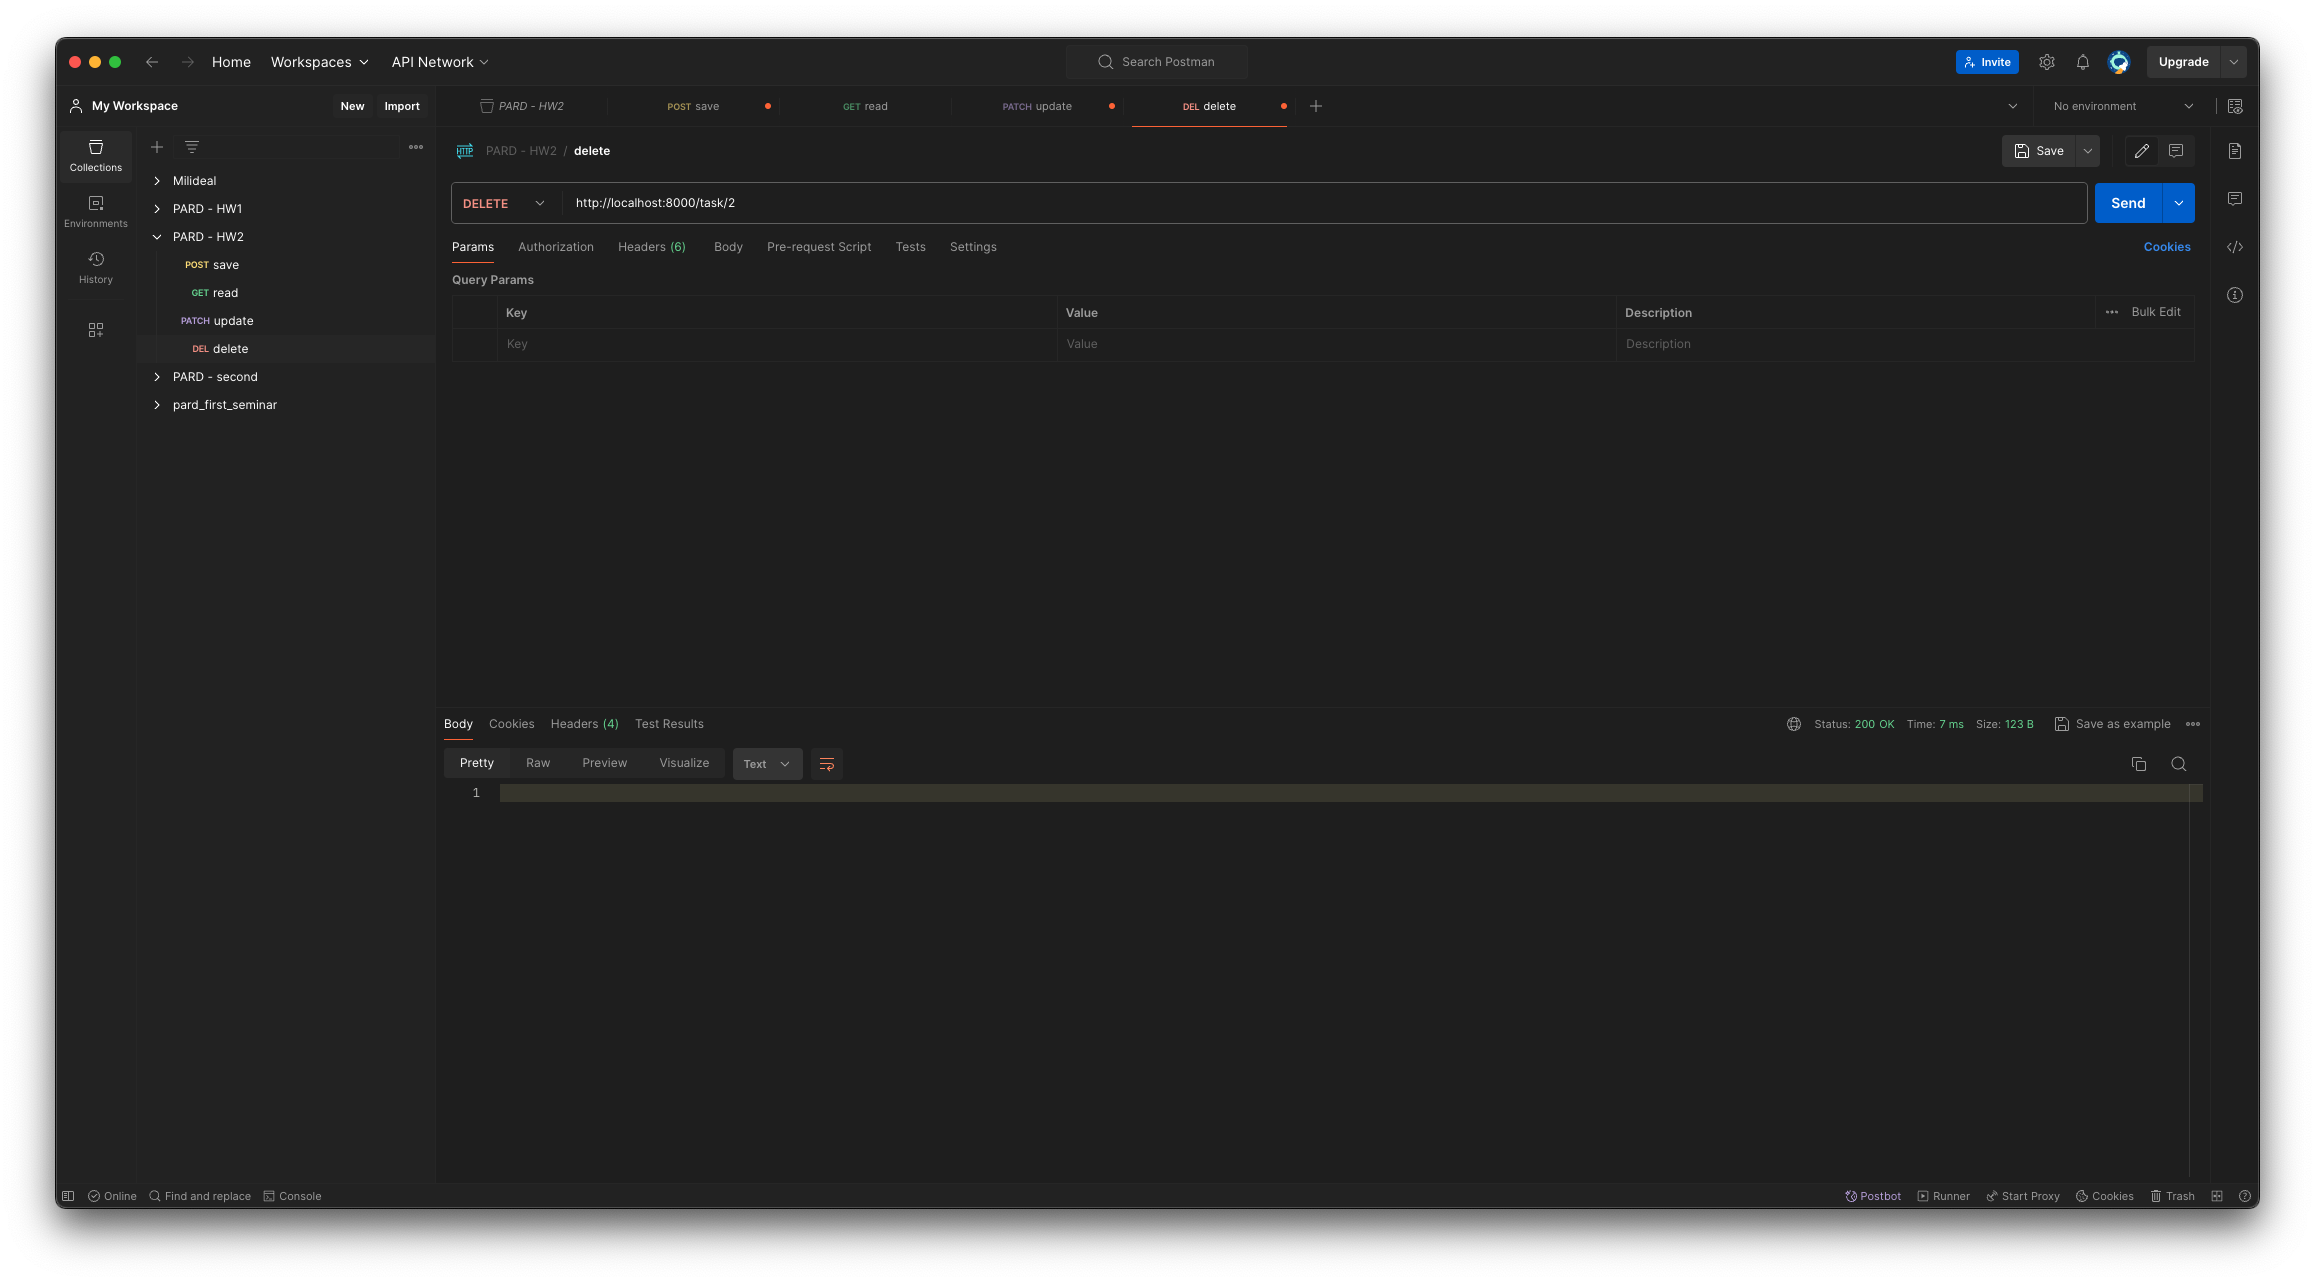 Home Workspaces API Network Search Postman Invite Upgrade
My Workspace New Import PARD - HW2 POST save GET read PATCH update DEL delete No environment
Collections
Environments
History
Milideal
PARD - HW1
PARD - HW2
POST save
GET read
PATCH update
DEL delete
PARD - second
pard_first_seminar
HTTP PARD - HW2 / delete Save
DELETE http://localhost:8000/task/2 Send
Params Authorization Headers (6) Body Pre-request Script Tests Settings Cookies
Query Params
Key Value Description Bulk Edit
Key Value Description
Body Cookies Headers (4) Test Results Status: 200 OK Time: 7 ms Size: 123 B Save as example
Pretty Raw Preview Visualize Text
1
Online Find and replace Console Postbot Runner Start Proxy Cookies Trash